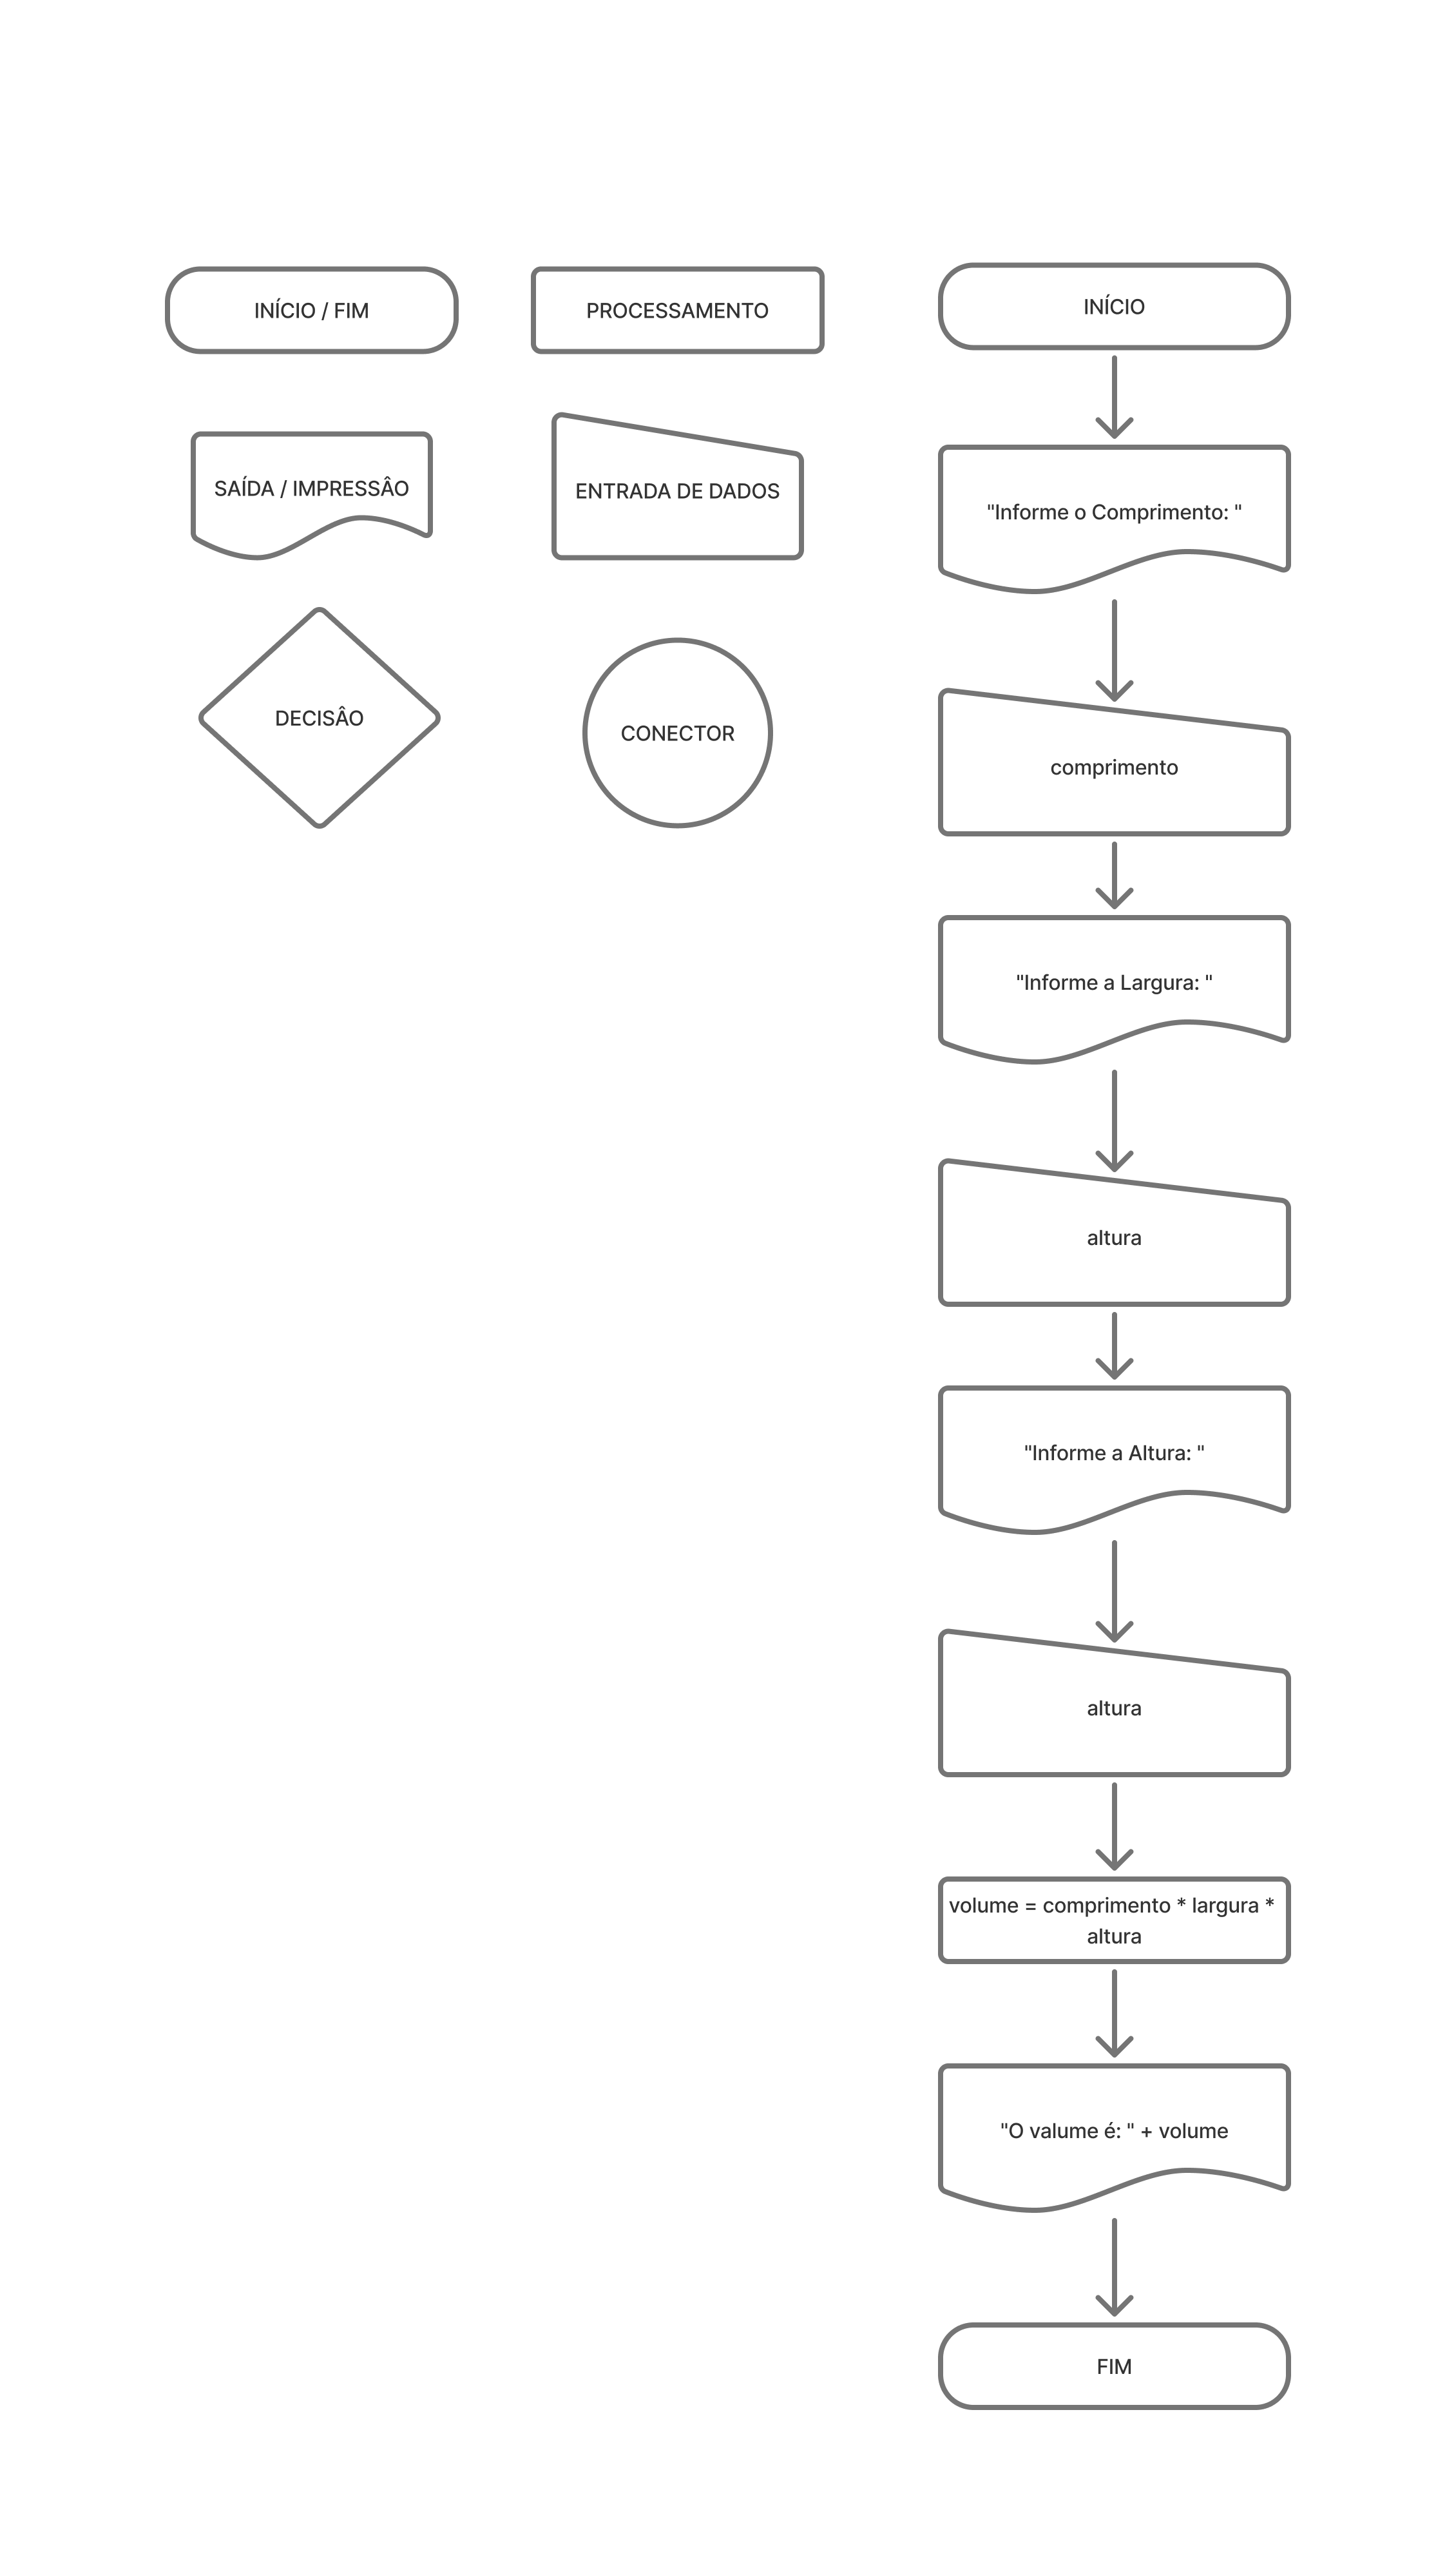 INÍCIO / FIM
PROCESSAMENTO
SAÍDA / IMPRESSÂO
ENTRADA DE DADOS
DECISÂO
CONECTOR
INÍCIO
"Informe o Comprimento: "
comprimento
"Informe a Largura: "
altura
"Informe a Altura: "
altura
volume = comprimento * largura *
altura
"O valume é: " + volume
FIM